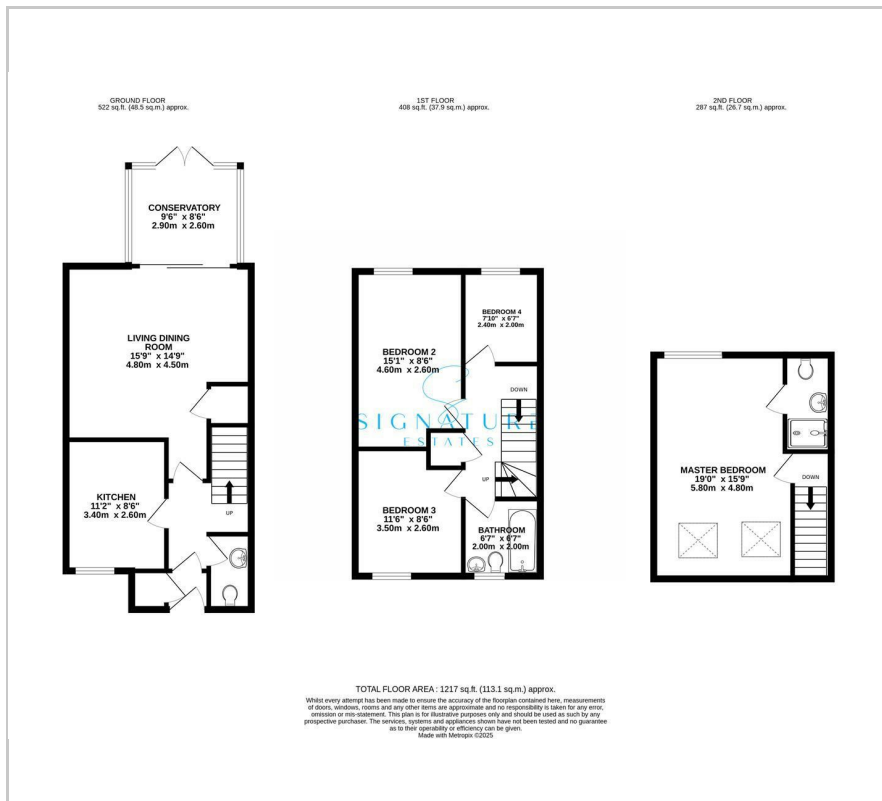 GROUND FLOOR
522 sq.ft. (48.5 sq.m.) approx.
1ST FLOOR
408 sq.ft. (37.9 sq.m.) approx.
2ND FLOOR
287 sq.ft. (26.7 sq.m.) approx.
CONSERVATORY
9'6" x 8'6"
2.90m x 2.60m
LIVING DINING
ROOM
15'9" x 14'9"
4.80m x 4.50m
KITCHEN
11'2" x 8'6"
3.40m x 2.60m
UP
BEDROOM 2
15'1" x 8'6"
4.60m x 2.60m
BEDROOM 4
7'10" x 6'7"
2.40m x 2.00m
DOWN
SIGNATURE
ESTATES
UP
BEDROOM 3
11'6" x 8'6"
3.50m x 2.60m
BATHROOM
6'7" x 6'7"
2.00m x 2.00m
MASTER BEDROOM
19'0" x 15'9"
5.80m x 4.80m
DOWN
TOTAL FLOOR AREA : 1217 sq.ft. (113.1 sq.m.) approx.
Whilst every attempt has been made to ensure the accuracy of the floorplan contained here, measurements
of doors, windows, rooms and any other items are approximate and no responsibility is taken for any error,
omission or mis-statement. This plan is for illustrative purposes only and should be used as such by any
prospective purchaser. The services, systems and appliances shown have not been tested and no guarantee
as to their operability or efficiency can be given.
Made with Metropix ©2025